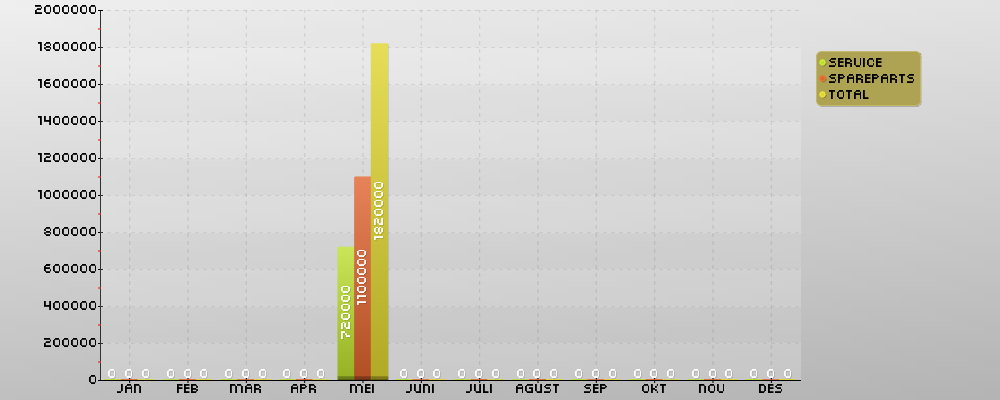 2000000
1800000
1600000
1400000
1200000
1000000
800000
600000
400000
200000
0
SERVICE
SPAREPARTS
TOTAL
720000
1100000
1820000
0 0 0 0 0 0 0 0 0 0 0 0 0 0 0 0 0 0 0 0 0 0 0 0 0 0 0 0 0 0 0 0 0
JAN FEB MAR APR MEI JUNI JULI AGUST SEP OKT NOV DES